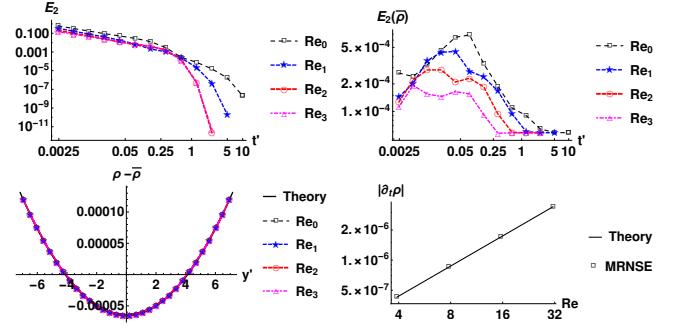 E₂
0.100
0.001
10⁻⁵
10⁻⁷
10⁻⁹
10⁻¹¹
0.0025 0.05 0.25 1 5 10 t'
Re₀
Re₁
Re₂
Re₃
E₂(ρ̅)
5.×10⁻⁴
2.×10⁻⁴
1.×10⁻⁴
0.0025 0.05 0.25 1 5 10 t'
Re₀
Re₁
Re₂
Re₃
ρ – ρ̅
0.00010
0.00005
-0.00005
-6 -4 -2 2 4 6 y'
Theory
Re₀
Re₁
Re₂
Re₃
|∂ₜρ|
2.×10⁻⁶
1.×10⁻⁶
5.×10⁻⁷
4 8 16 32 Re
Theory
MRNSE